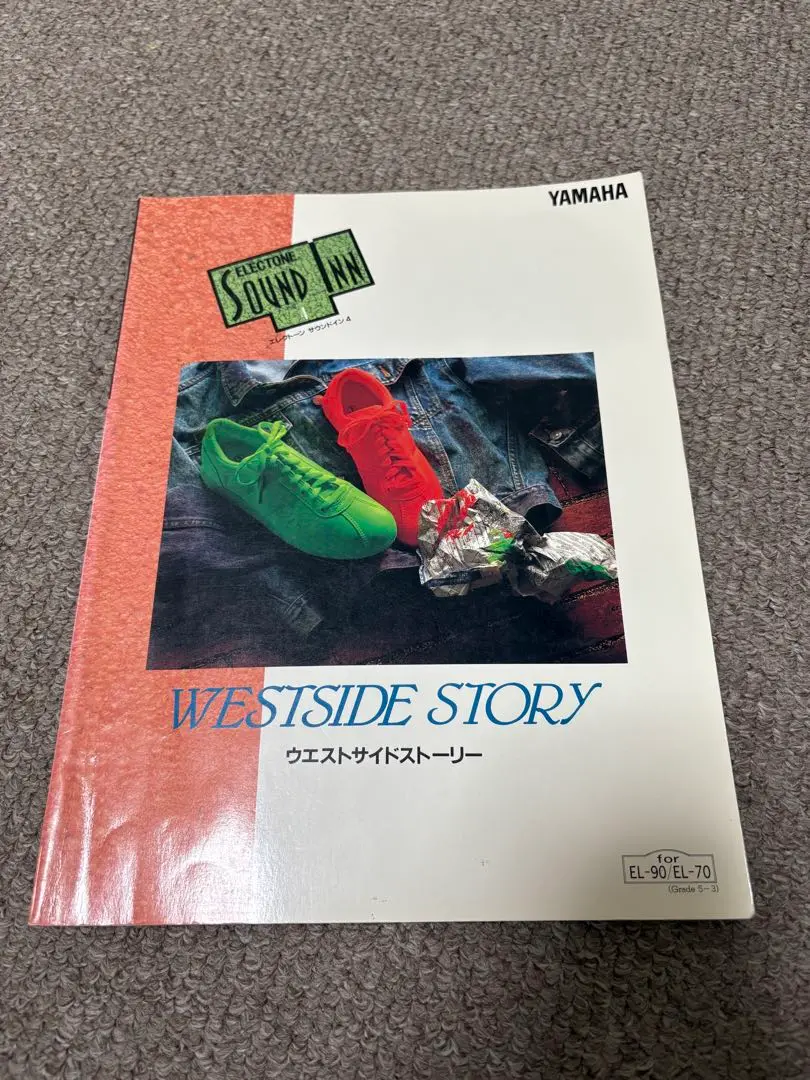 YAMAHA
ELECTONE
SOUND INN
エレクトーン サウンドイン 4
WESTSIDE STORY
ウエストサイドストーリー
for
EL-90/EL-70
(Grade 5-3)